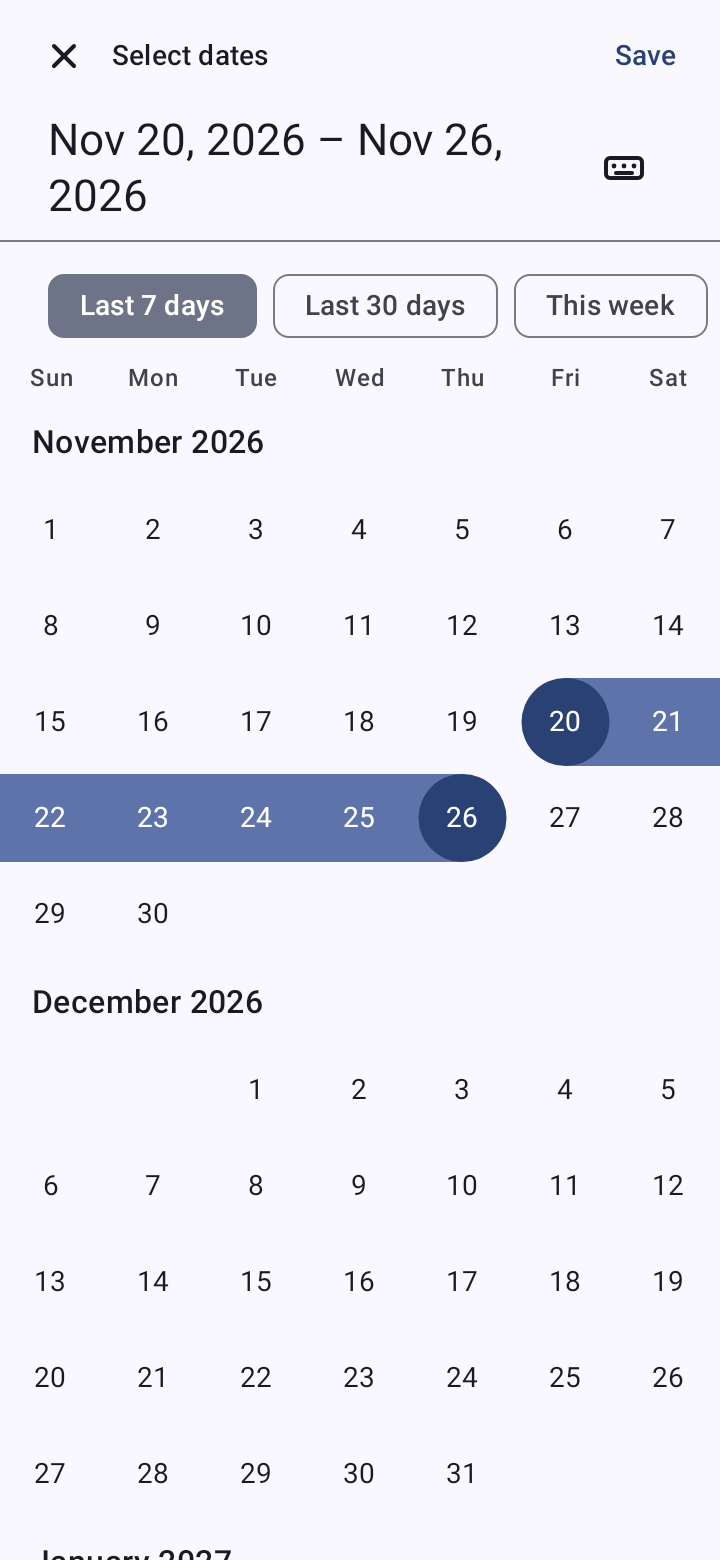 Select dates Save
Nov 20, 2026 – Nov 26,
2026
Last 7 days Last 30 days This week
Sun Mon Tue Wed Thu Fri Sat
November 2026
1 2 3 4 5 6 7
8 9 10 11 12 13 14
15 16 17 18 19 20 21
22 23 24 25 26 27 28
29 30
December 2026
1 2 3 4 5
6 7 8 9 10 11 12
13 14 15 16 17 18 19
20 21 22 23 24 25 26
27 28 29 30 31
January 2027